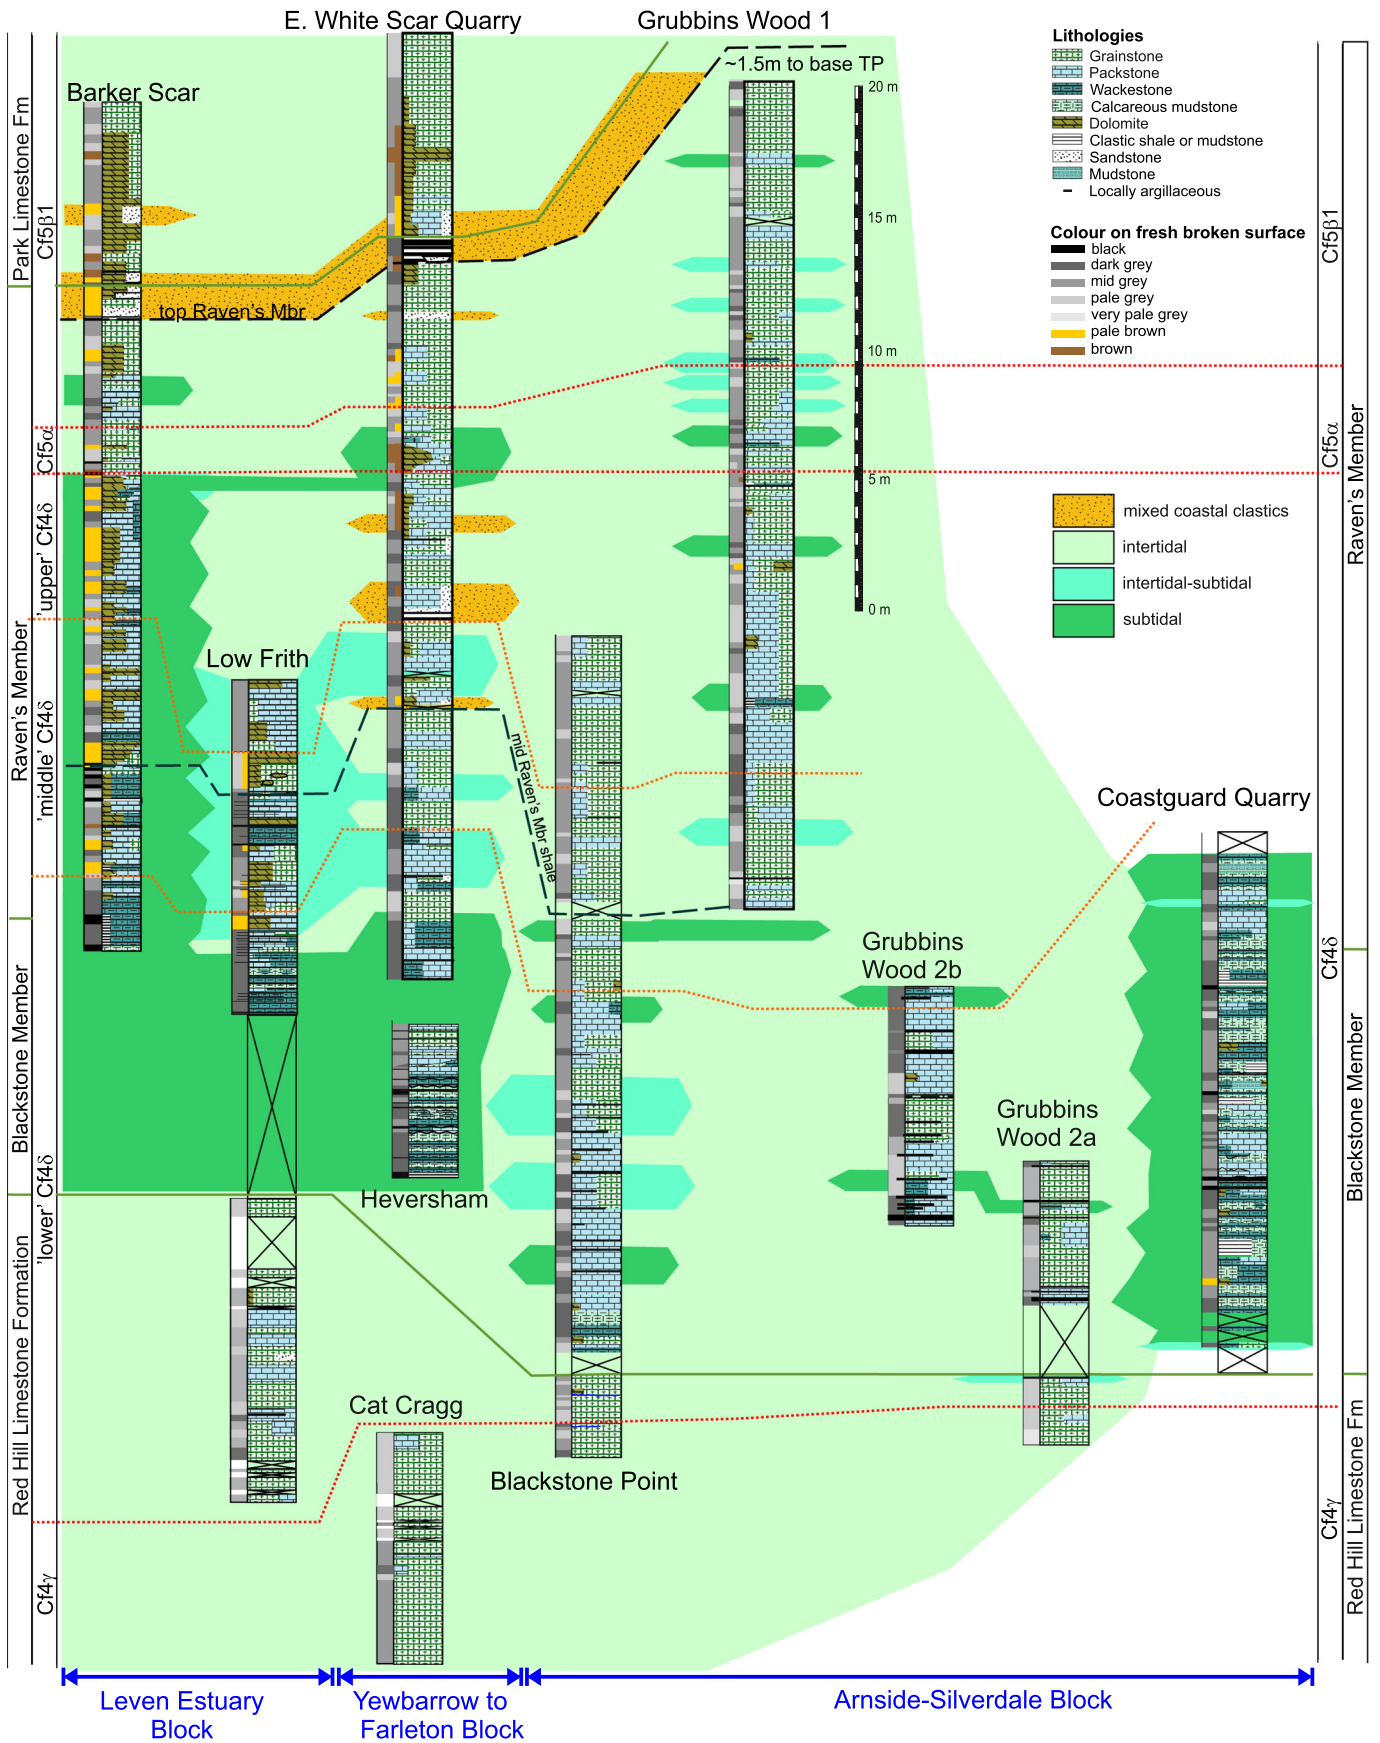 E. White Scar Quarry
Grubbins Wood 1
Barker Scar
~1.5m to base TP
20 m
15 m
10 m
5 m
0 m
Lithologies
Grainstone
Packstone
Wackestone
Calcareous mudstone
Dolomite
Clastic shale or mudstone
Sandstone
Mudstone
Locally argillaceous
Colour on fresh broken surface
black
dark grey
mid grey
pale grey
very pale grey
pale brown
brown
mixed coastal clastics
intertidal
intertidal-subtidal
subtidal
top Raven's Mbr
Low Frith
mid Raven's Mbr shale
Coastguard Quarry
Grubbins
Wood 2b
Grubbins
Wood 2a
Heversham
Cat Cragg
Blackstone Point
Park Limestone Fm
Raven's Member
Blackstone Member
Red Hill Limestone Formation
Cf5β1
Cf5α
'upper' Cf4δ
'middle' Cf4δ
'lower' Cf4δ
Cf4γ
Cf5β1
Cf5α
Cf4δ
Cf4γ
Raven's Member
Blackstone Member
Red Hill Limestone Fm
Leven Estuary
Block
Yewbarrow to
Farleton Block
Arnside-Silverdale Block